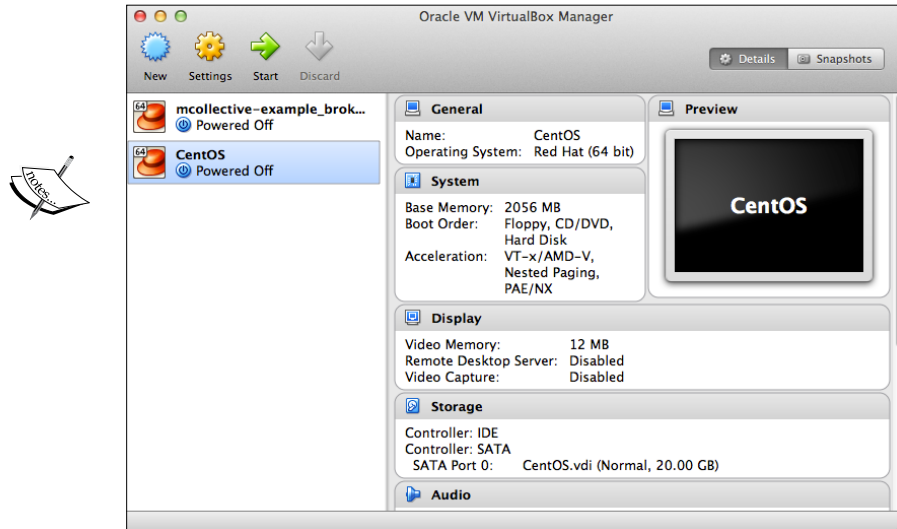 Oracle VM VirtualBox Manager
New Settings Start Discard
Details Snapshots
64
mcollective-example_brok...
Powered Off
64
CentOS
Powered Off
notes...
General
Name: CentOS
Operating System: Red Hat (64 bit)
System
Base Memory: 2056 MB
Boot Order: Floppy, CD/DVD,
Hard Disk
Acceleration: VT-x/AMD-V,
Nested Paging,
PAE/NX
Preview
CentOS
Display
Video Memory: 12 MB
Remote Desktop Server: Disabled
Video Capture: Disabled
Storage
Controller: IDE
Controller: SATA
SATA Port 0: CentOS.vdi (Normal, 20.00 GB)
Audio